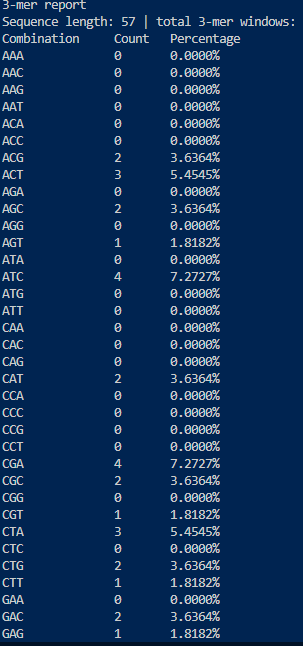 3-mer report
Sequence length: 57 | total 3-mer windows:
Combination Count Percentage
AAA 0 0.0000%
AAC 0 0.0000%
AAG 0 0.0000%
AAT 0 0.0000%
ACA 0 0.0000%
ACC 0 0.0000%
ACG 2 3.6364%
ACT 3 5.4545%
AGA 0 0.0000%
AGC 2 3.6364%
AGG 0 0.0000%
AGT 1 1.8182%
ATA 0 0.0000%
ATC 4 7.2727%
ATG 0 0.0000%
ATT 0 0.0000%
CAA 0 0.0000%
CAC 0 0.0000%
CAG 0 0.0000%
CAT 2 3.6364%
CCA 0 0.0000%
CCC 0 0.0000%
CCG 0 0.0000%
CCT 0 0.0000%
CGA 4 7.2727%
CGC 2 3.6364%
CGG 0 0.0000%
CGT 1 1.8182%
CTA 3 5.4545%
CTC 0 0.0000%
CTG 2 3.6364%
CTT 1 1.8182%
GAA 0 0.0000%
GAC 2 3.6364%
GAG 1 1.8182%